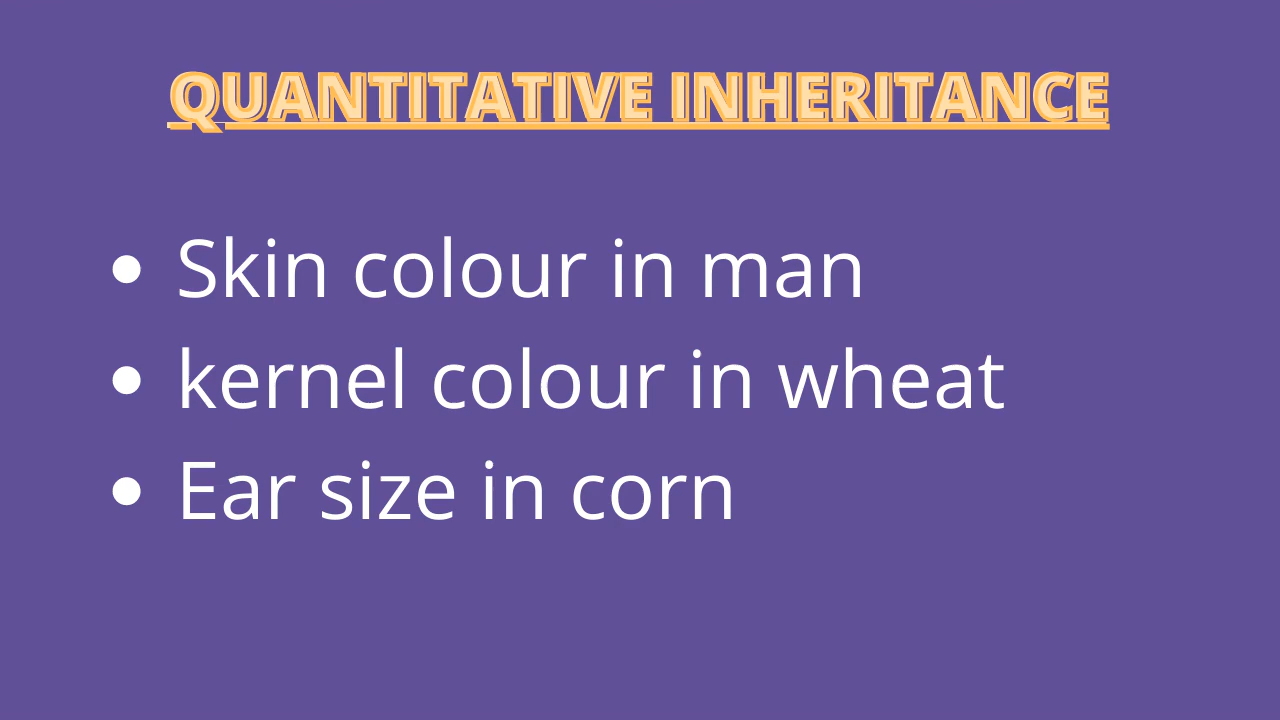 QUANTITATIVE INHERITANCE
• Skin colour in man
• kernel colour in wheat
• Ear size in corn